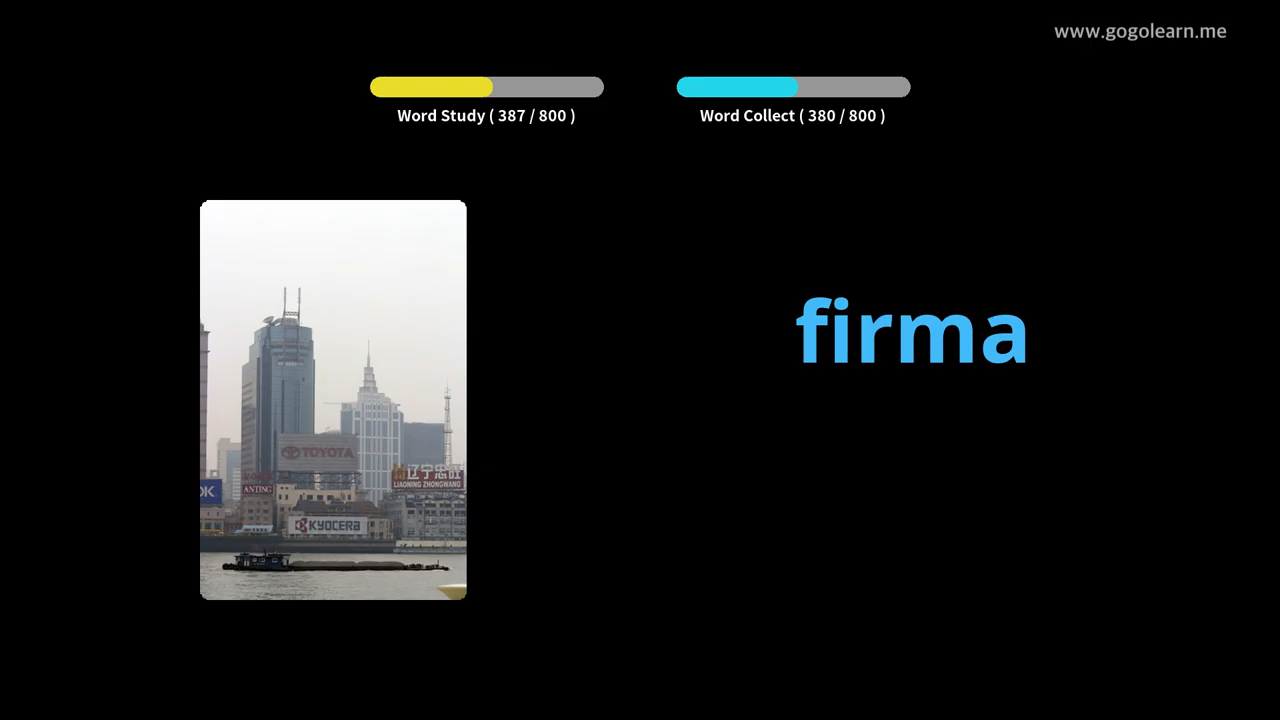 www.gogolearn.me
Word Study ( 387 / 800 )
Word Collect ( 380 / 800 )
firma
TOYOTA
辽宁忠旺
LIAONING ZHONGWANG
OK
ANTING
KYOCERA